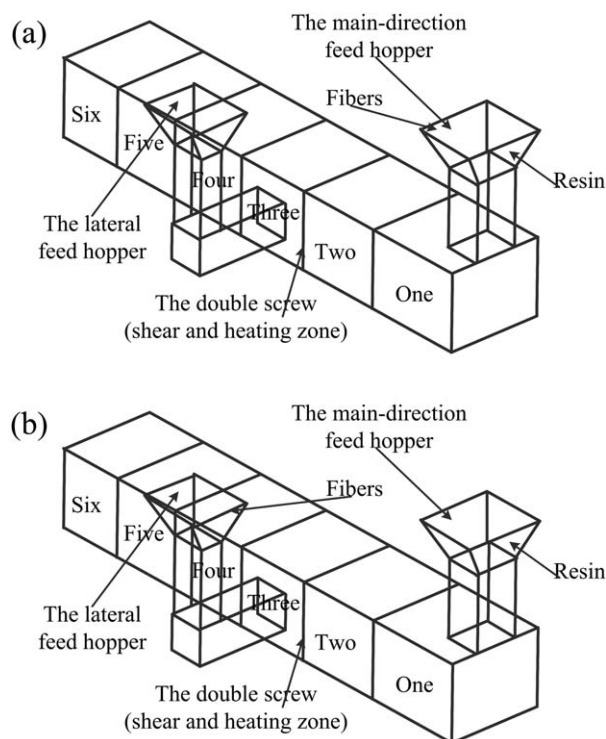 (a)
The main-direction
feed hopper
Fibers
Six
Five
Four
Resin
Three
The lateral
feed hopper
Two
The double screw
(shear and heating zone)
One
(b)
The main-direction
feed hopper
Fibers
Six
Five
Four
Resin
Three
The lateral
feed hopper
Two
The double screw
(shear and heating zone)
One